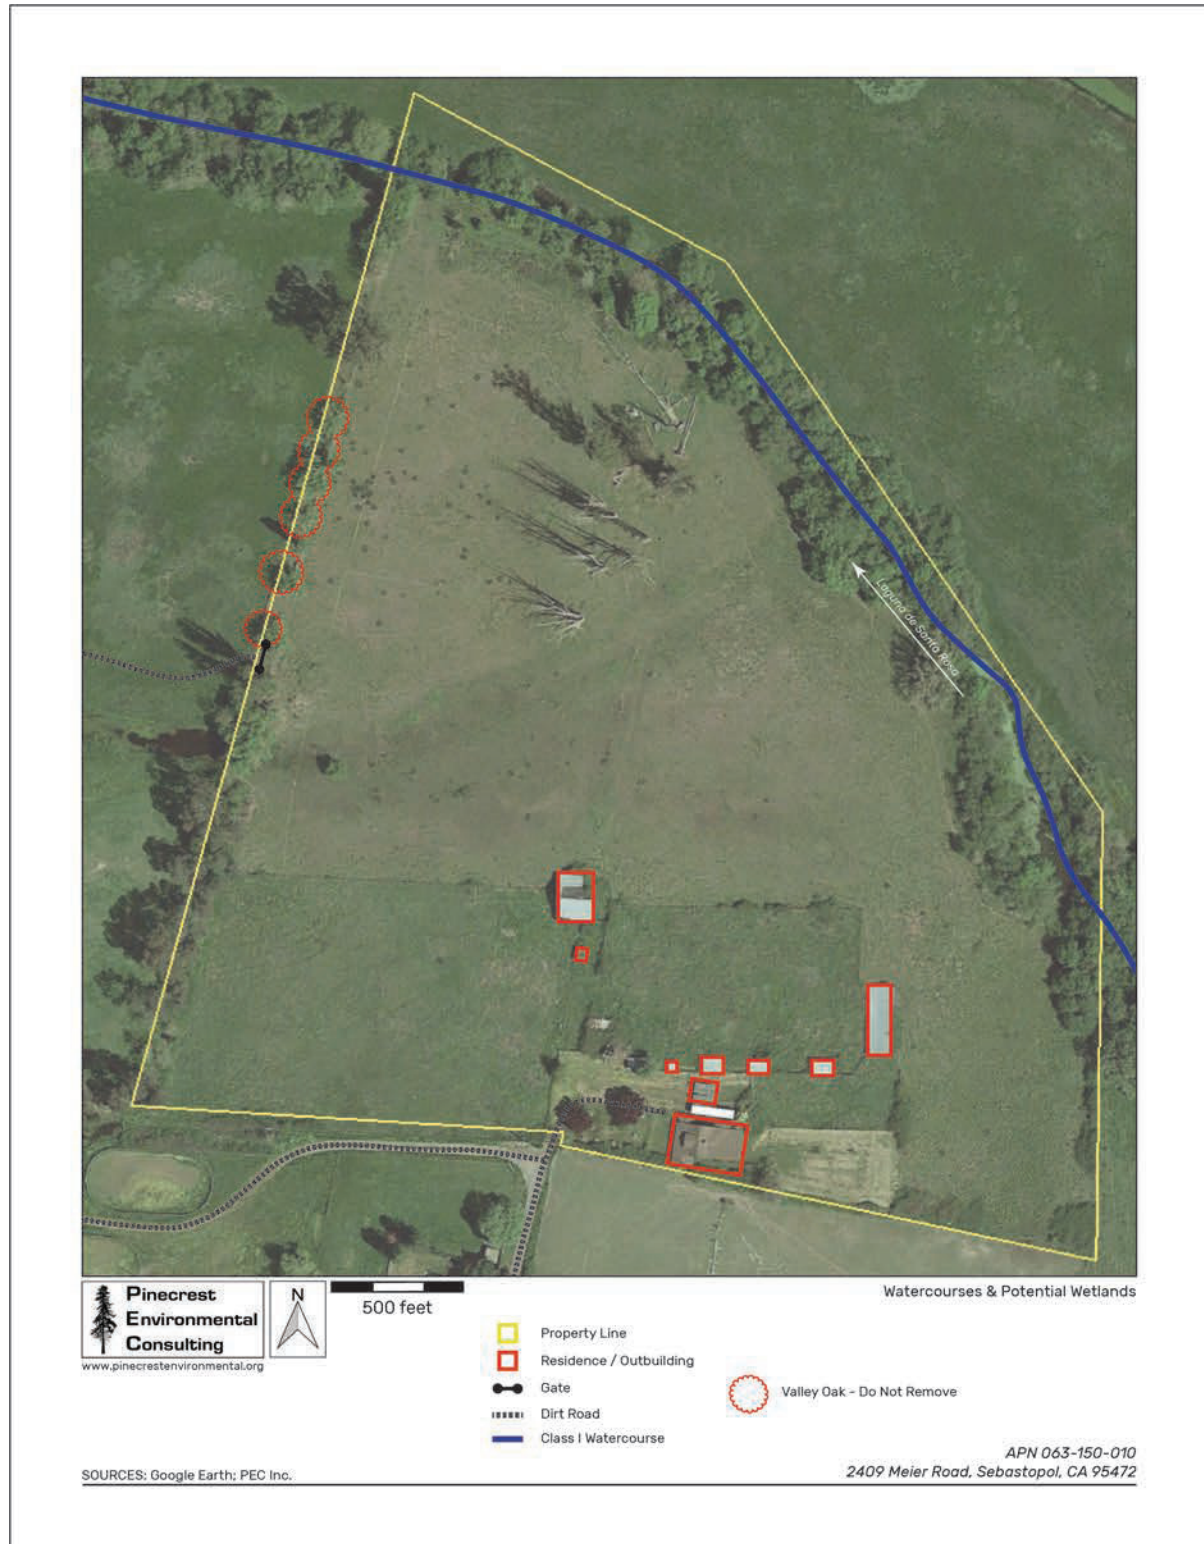 Laguna de Santa Rosa
Pinecrest
Environmental
Consulting
www.pinecrestenvironmental.org
N
500 feet
Watercourses & Potential Wetlands
Property Line
Residence / Outbuilding
Gate
Dirt Road
Class I Watercourse
Valley Oak - Do Not Remove
SOURCES: Google Earth; PEC Inc.
APN 063-150-010
2409 Meier Road, Sebastopol, CA 95472